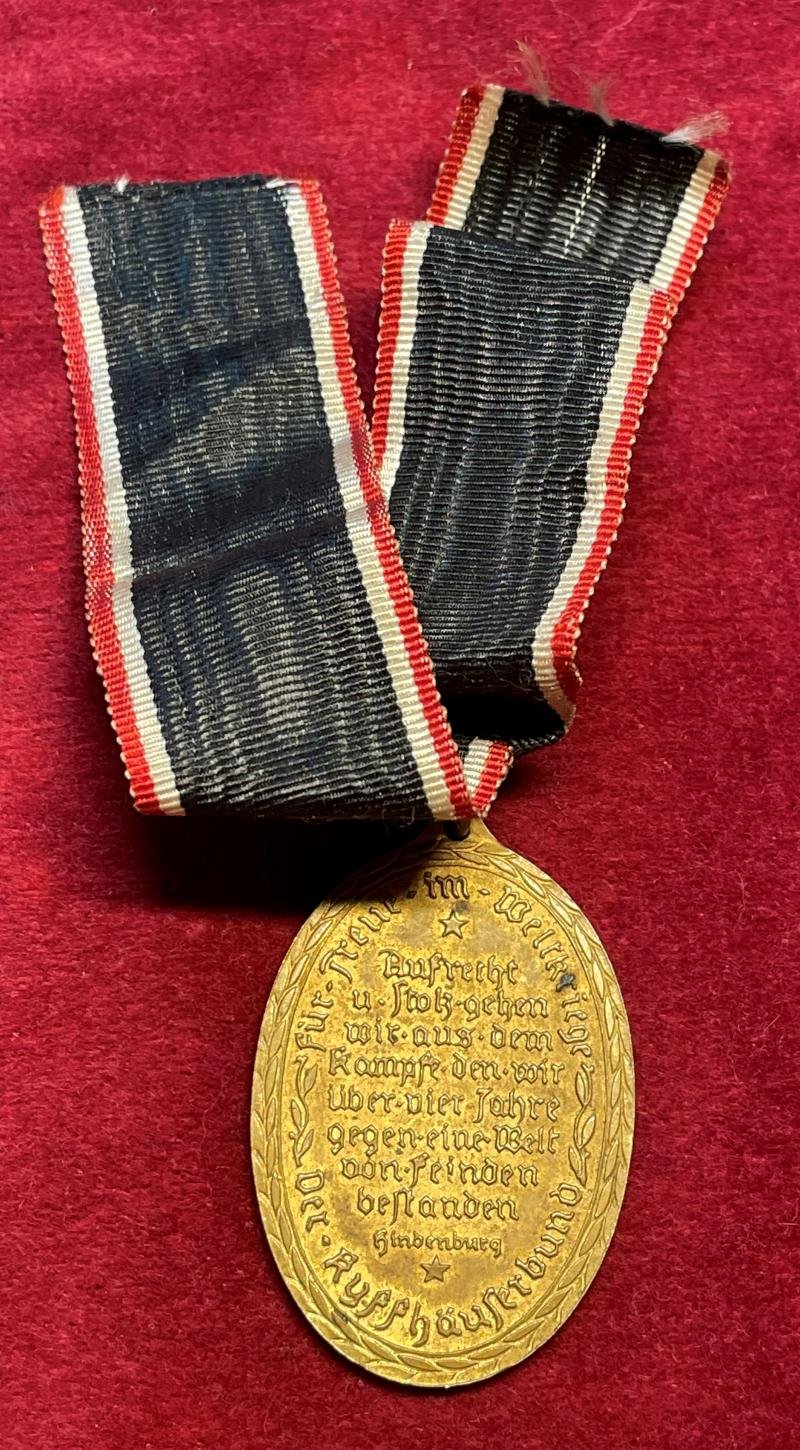 Für · Treue · im · Weltkriege
Aufrecht
u · stolz · gehen
wir · aus · dem
Kampfe · den · wir
über · vier · Jahre
gegen · eine · Welt
von · Feinden
bestanden
Hindenburg
Der · Kyffhäuserbund